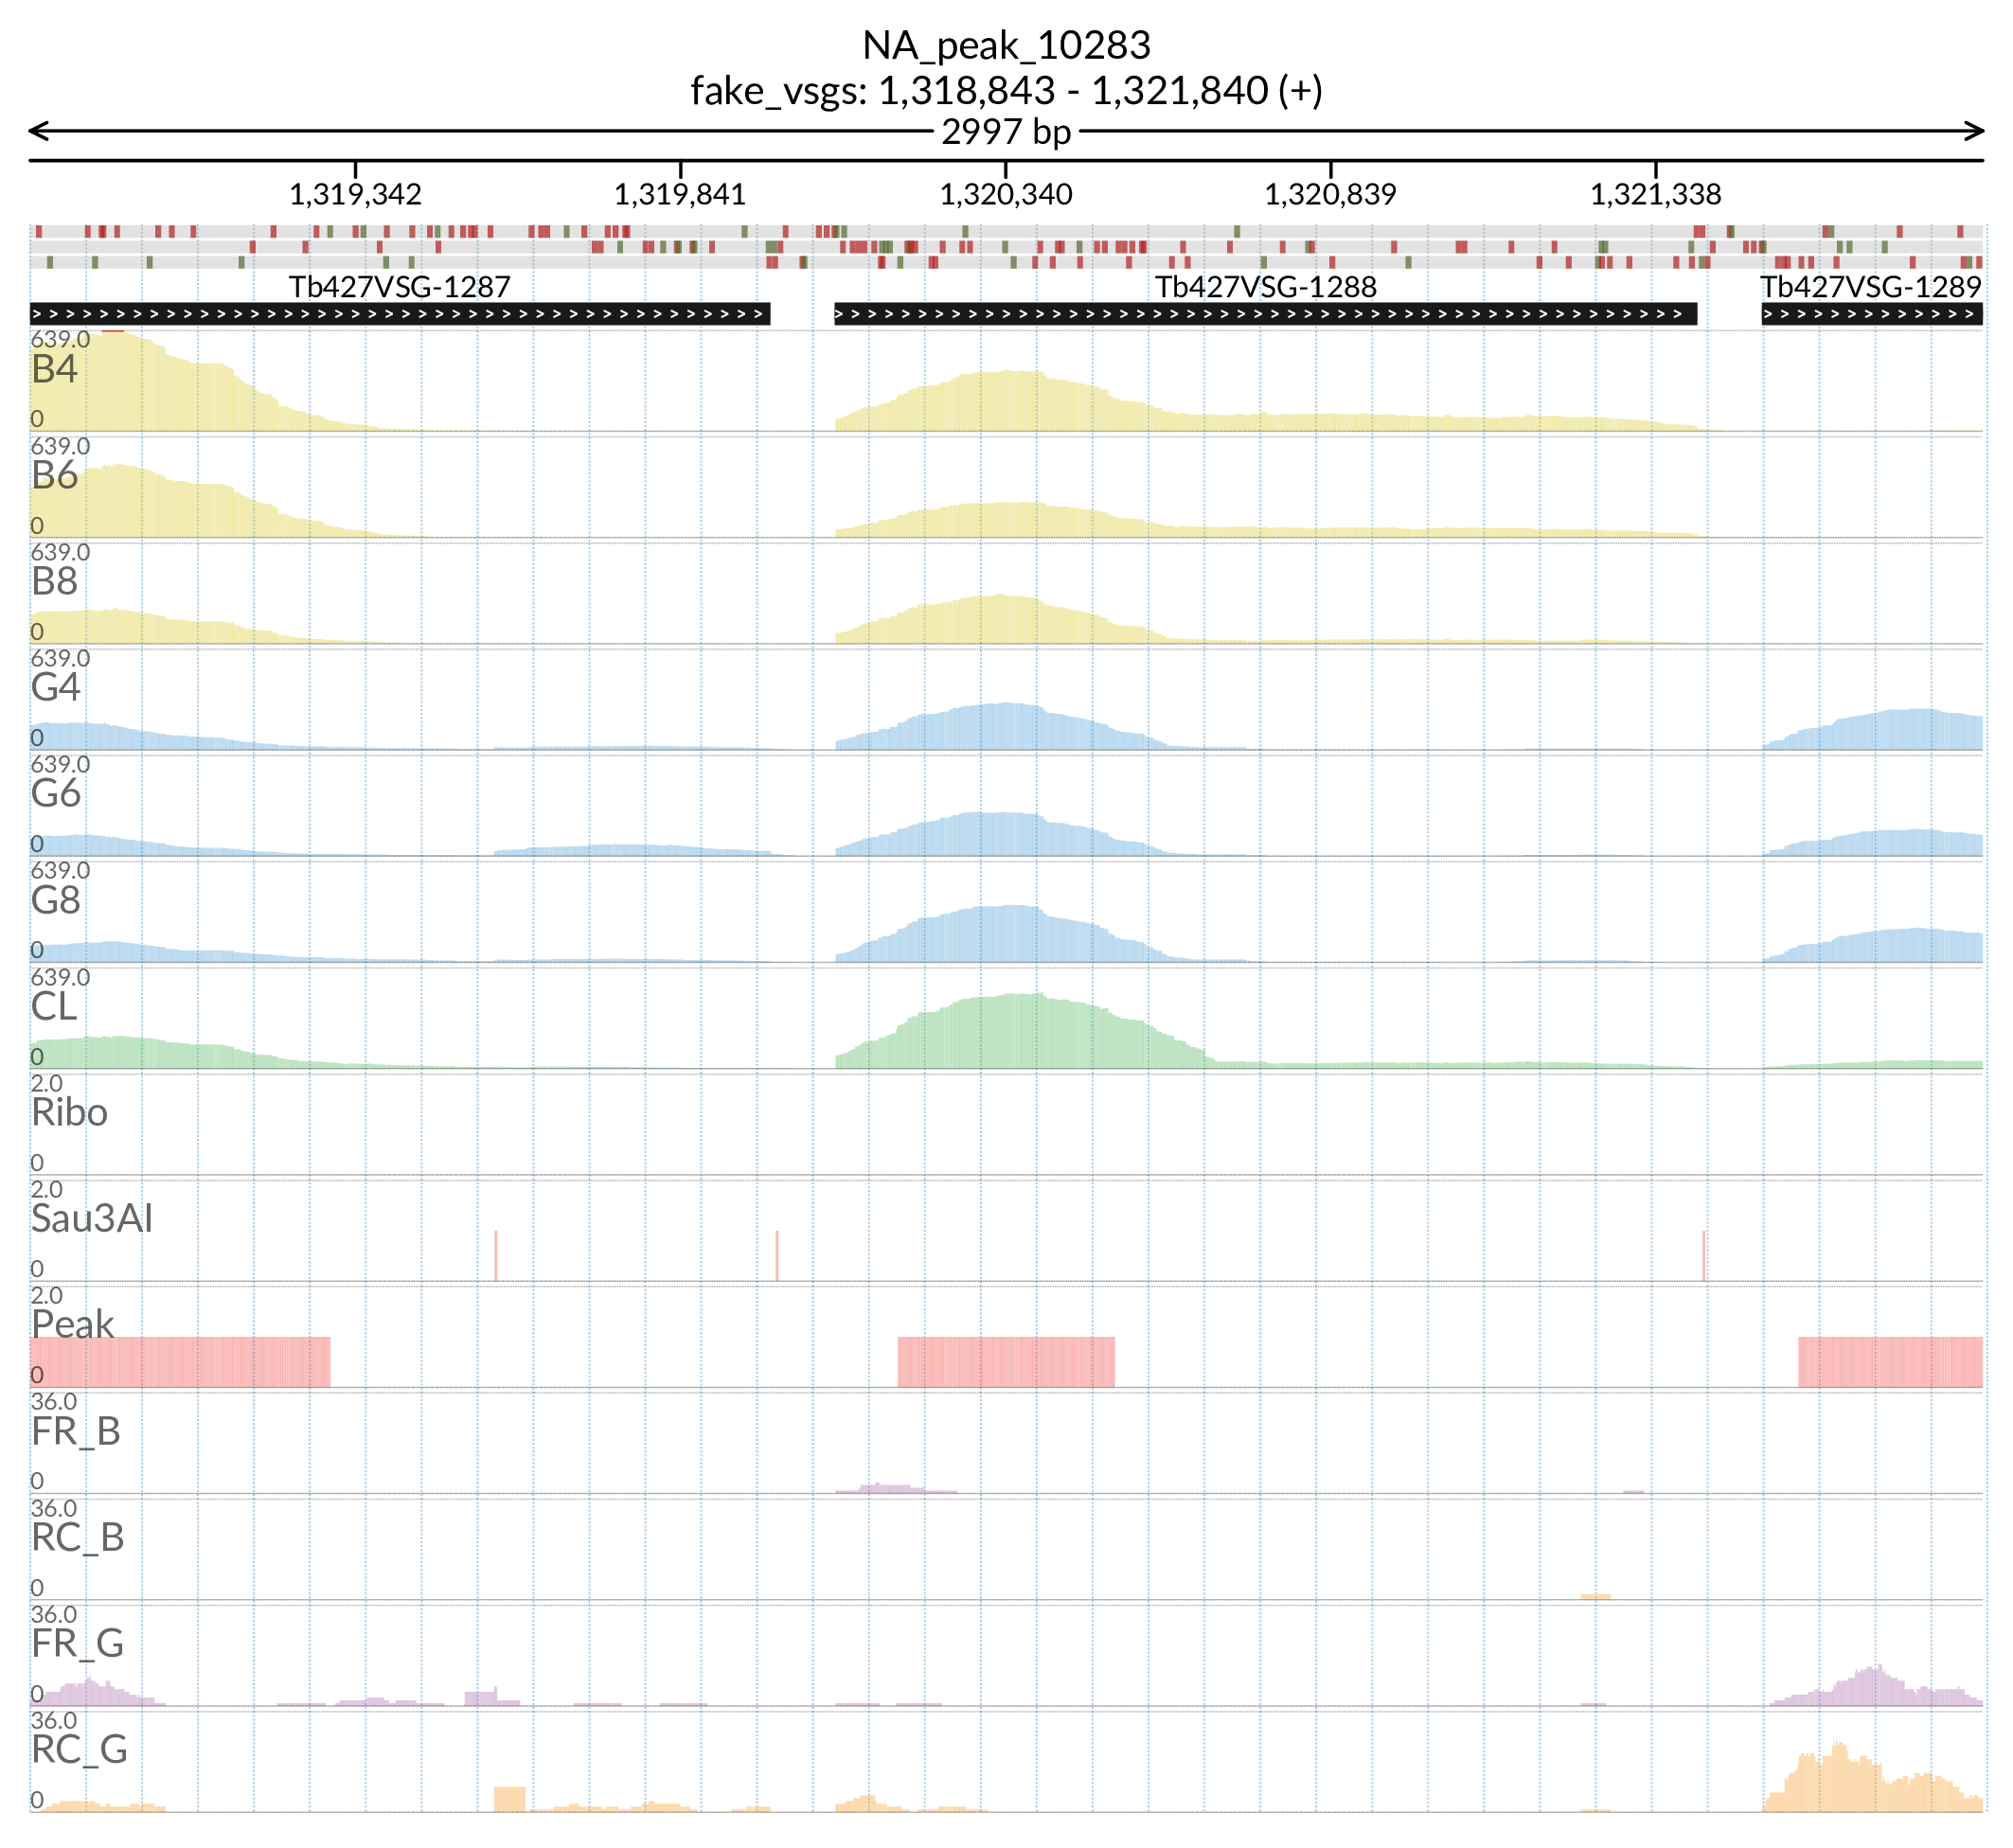 NA_peak_10283
fake_vsgs: 1,318,843 - 1,321,840 (+)
2997 bp
1,319,342 1,319,841 1,320,340 1,320,839 1,321,338
Tb427VSG-1287 Tb427VSG-1288 Tb427VSG-1289
639.0
B4
0
639.0
B6
0
639.0
B8
0
639.0
G4
0
639.0
G6
0
639.0
G8
0
639.0
CL
0
2.0
Ribo
0
2.0
Sau3AI
0
2.0
Peak
0
36.0
FR_B
0
36.0
RC_B
0
36.0
FR_G
0
36.0
RC_G
0